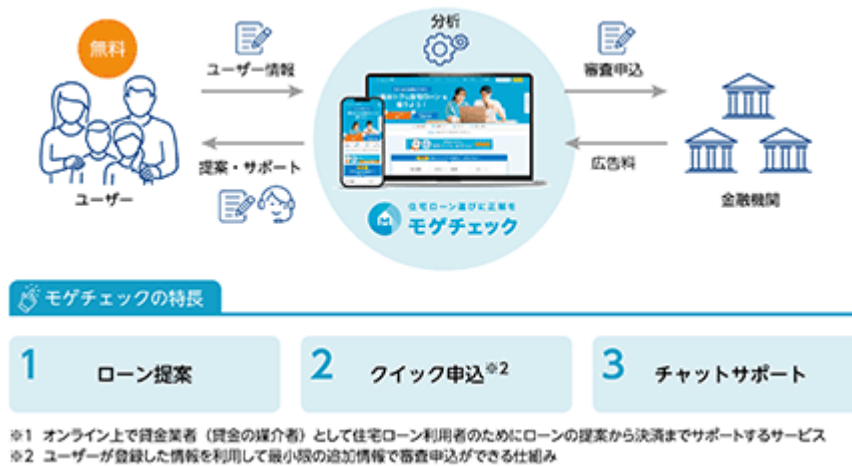 無料
分析
ユーザー情報
審査申込
提案・サポート
広告料
ユーザー
金融機関
住宅ローン選びに正解を
モゲチェック
モゲチェックの特長
1 ローン提案
2 クイック申込※2
3 チャットサポート
※1 オンライン上で貸金業者（貸金の媒介者）として住宅ローン利用者のためにローンの提案から決済までサポートするサービス
※2 ユーザーが登録した情報を利用して最小限の追加情報で審査申込ができる仕組み